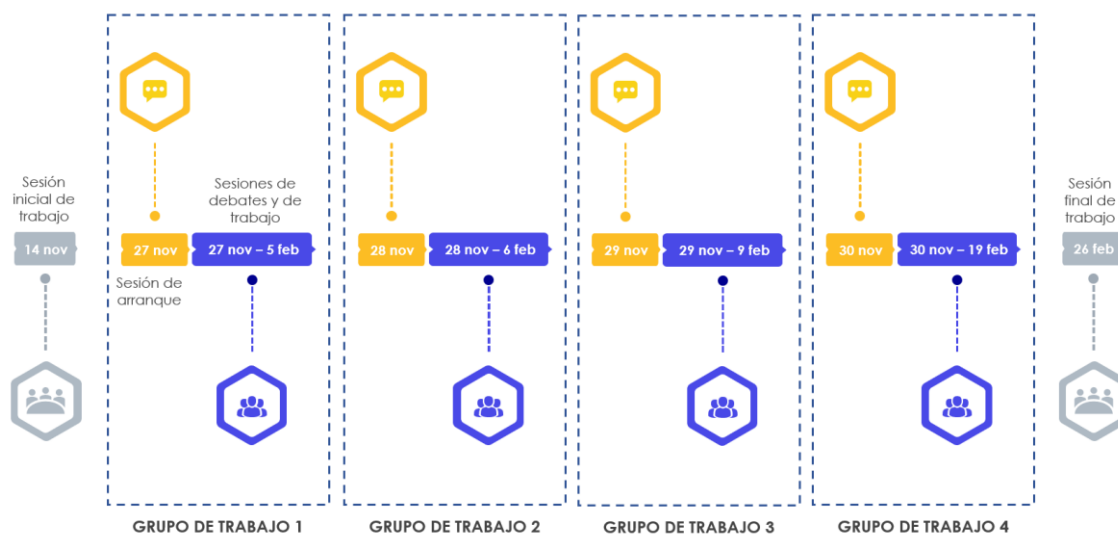 Sesión
inicial de
trabajo
14 nov
27 nov
Sesión de
arranque
Sesiones de
debates y de
trabajo
27 nov – 5 feb
GRUPO DE TRABAJO 1
28 nov
28 nov – 6 feb
GRUPO DE TRABAJO 2
29 nov
29 nov – 9 feb
GRUPO DE TRABAJO 3
30 nov
30 nov – 19 feb
GRUPO DE TRABAJO 4
Sesión
final de
trabajo
26 feb